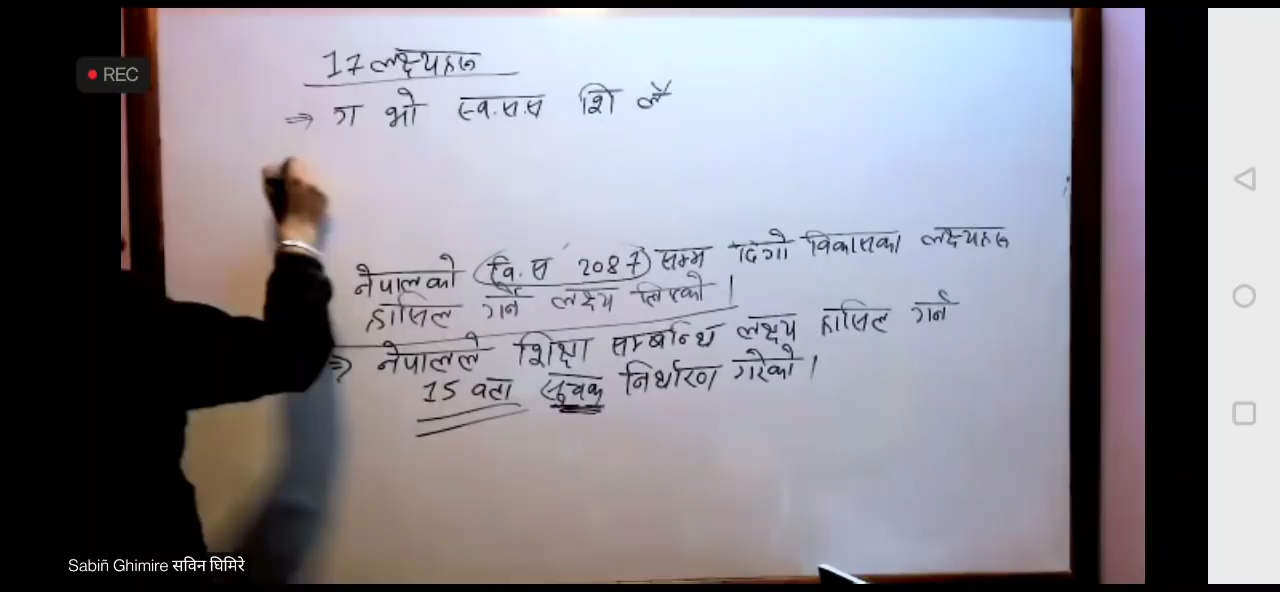 REC
17 लक्ष्यहरू
⇒ ग भो स्व.स.स शि लै
नेपालको (वि.स 2087) सम्म दिगो विकासका लक्ष्यहरू
हासिल गर्ने लक्ष्य लिएको।
⇒ नेपालले शिक्षा सम्बन्धि लक्ष्य हासिल गर्न
15 वटा सूचक निर्धारण गरेको।
Sabiñ Ghimire सविन घिमिरे